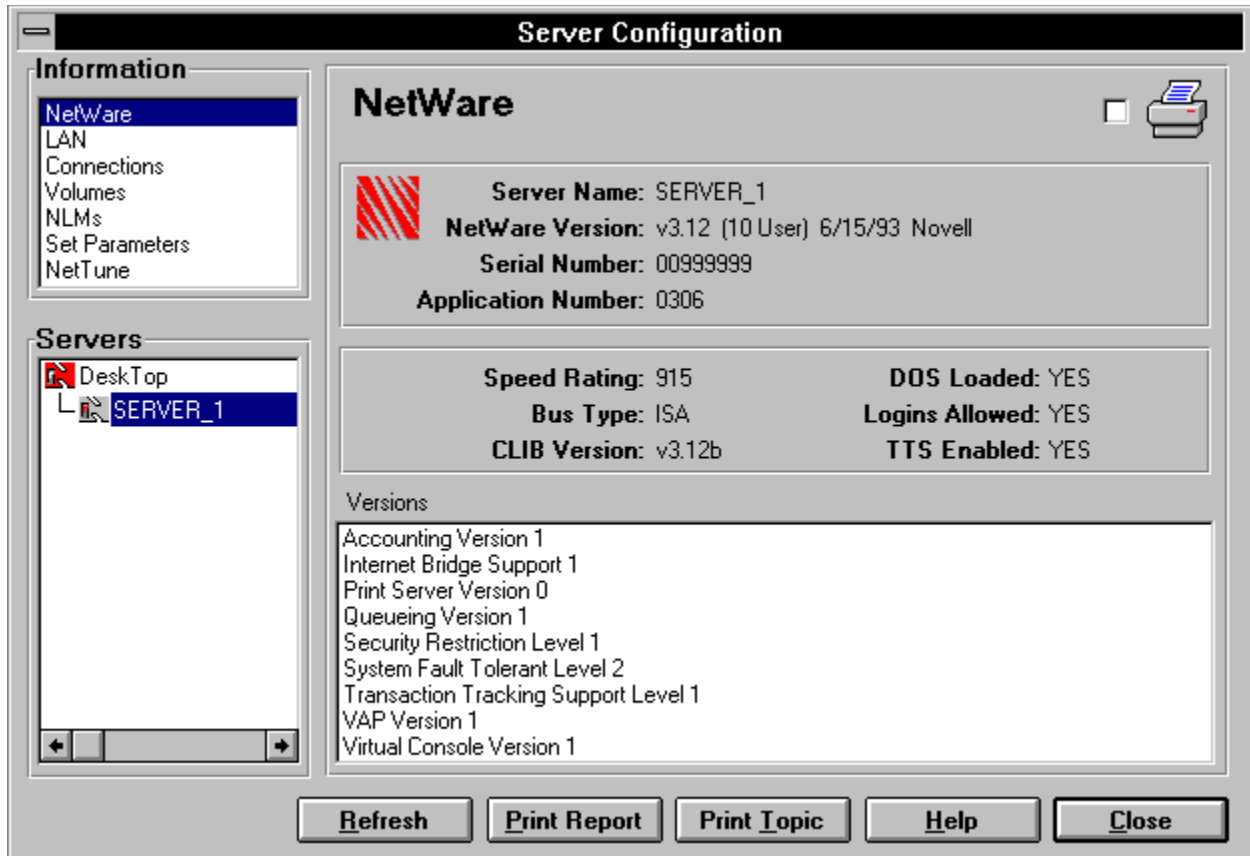 Server Configuration
Information
NetWare
LAN
Connections
Volumes
NLMs
Set Parameters
NetTune
Servers
DeskTop
SERVER_1
NetWare
Server Name: SERVER_1
NetWare Version: v3.12 (10 User) 6/15/93 Novell
Serial Number: 00999999
Application Number: 0306
Speed Rating: 915 DOS Loaded: YES
Bus Type: ISA Logins Allowed: YES
CLIB Version: v3.12b TTS Enabled: YES
Versions
Accounting Version 1
Internet Bridge Support 1
Print Server Version 0
Queueing Version 1
Security Restriction Level 1
System Fault Tolerant Level 2
Transaction Tracking Support Level 1
VAP Version 1
Virtual Console Version 1
Refresh Print Report Print Topic Help Close